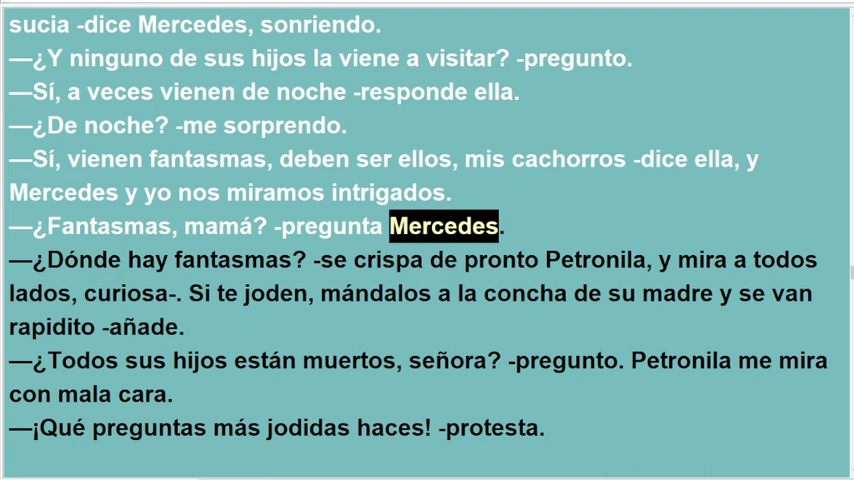 sucia -dice Mercedes, sonriendo.
—¿Y ninguno de sus hijos la viene a visitar? -pregunto.
—Sí, a veces vienen de noche -responde ella.
—¿De noche? -me sorprendo.
—Sí, vienen fantasmas, deben ser ellos, mis cachorros -dice ella, y
Mercedes y yo nos miramos intrigados.
—¿Fantasmas, mamá? -pregunta Mercedes.
—¿Dónde hay fantasmas? -se crispa de pronto Petronila, y mira a todos
lados, curiosa-. Si te joden, mándalos a la concha de su madre y se van
rapidito -añade.
—¿Todos sus hijos están muertos, señora? -pregunto. Petronila me mira
con mala cara.
—¡Qué preguntas más jodidas haces! -protesta.